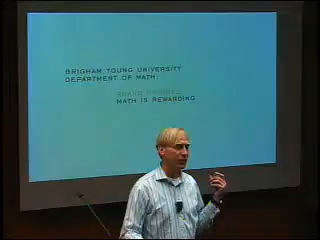 BRIGHAM YOUNG UNIVERSITY
DEPARTMENT OF MATH:
MATH IS REWARDING